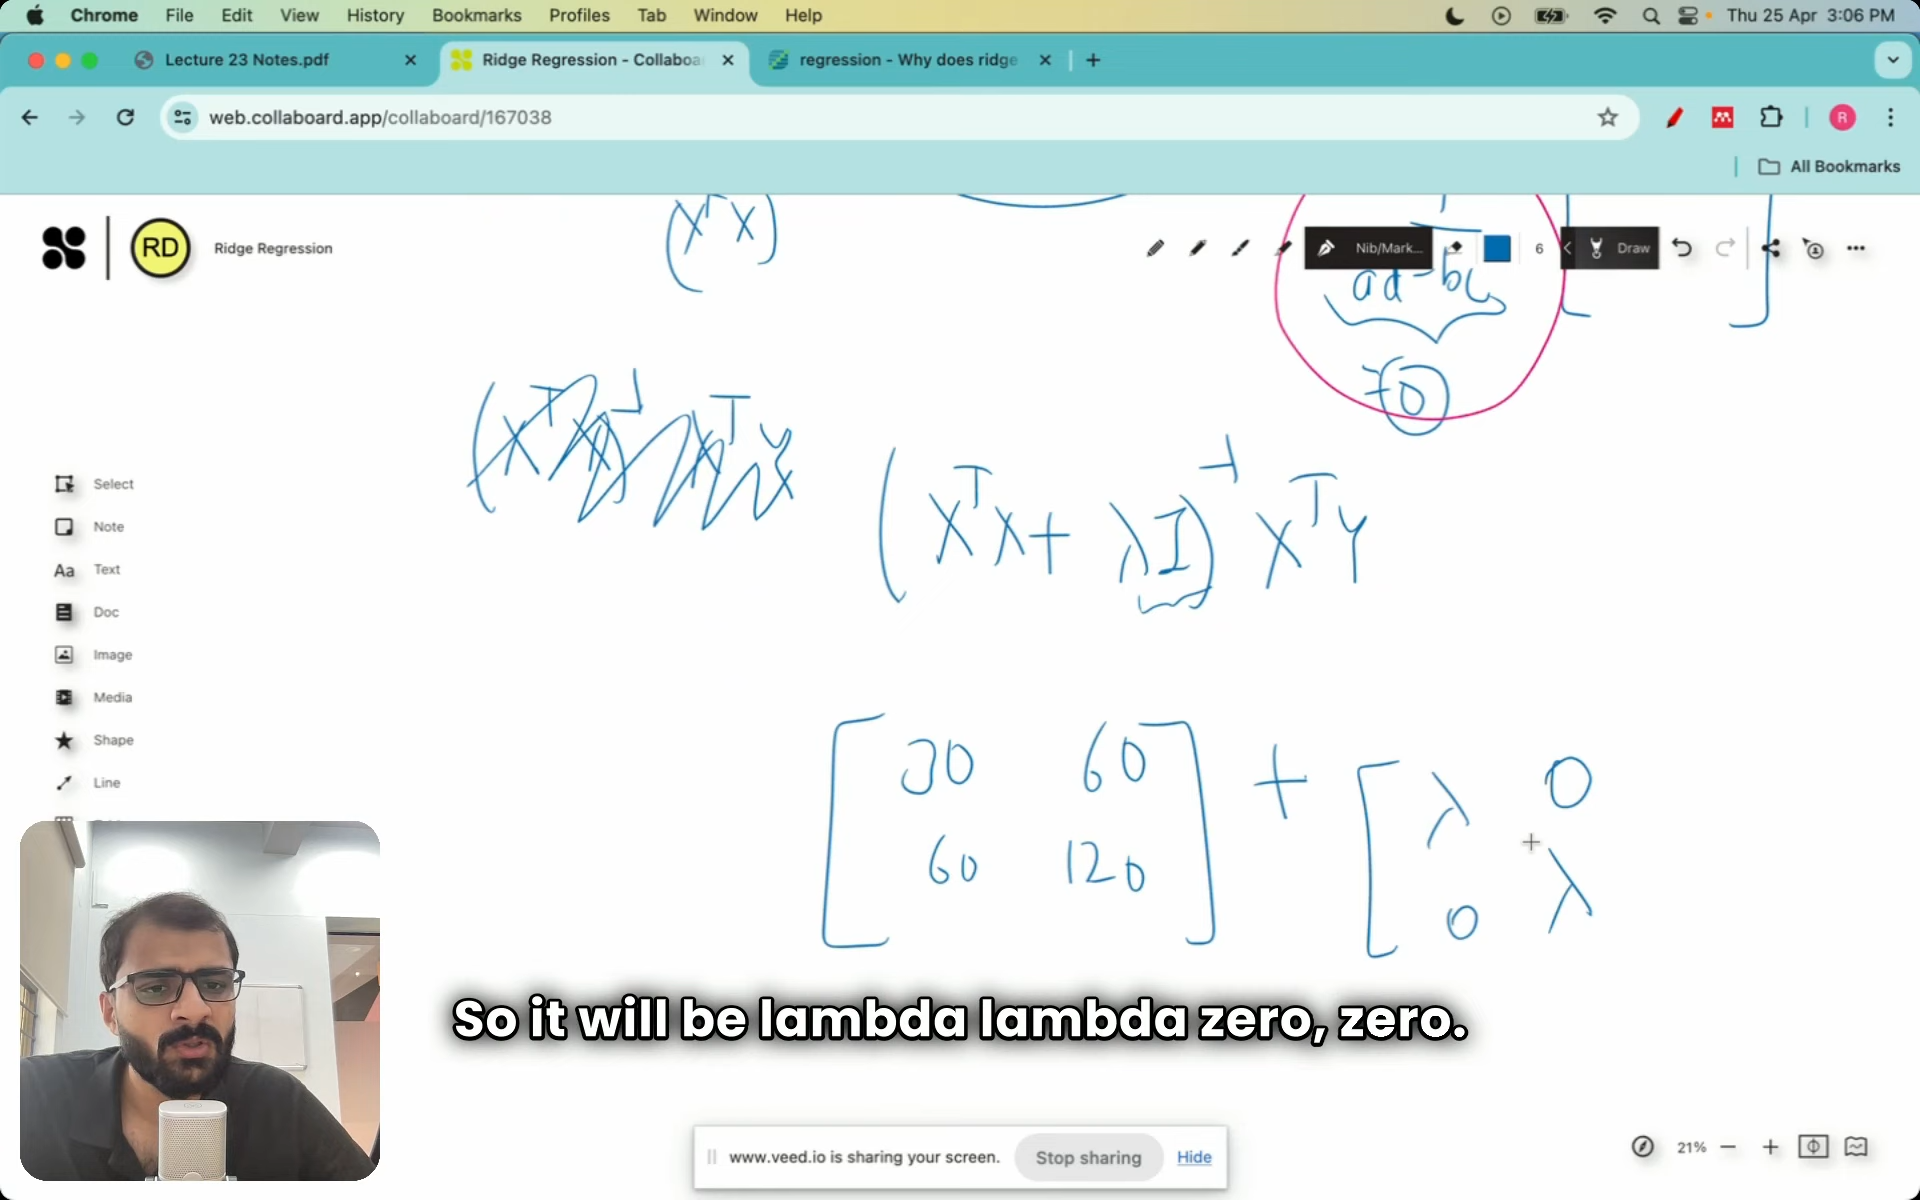 Chrome File Edit View History Bookmarks Profiles Tab Window Help Thu 25 Apr 3:06 PM
Lecture 23 Notes.pdf
Ridge Regression - Collaboa
regression - Why does ridge
web.collaboard.app/collaboard/167038
R
All Bookmarks
RD
Ridge Regression
(XᵀX)
Nib/Mark...
6
Draw
1
ad-bc
=0
(XᵀX)⁻¹XᵀY
(XᵀX+ λI)⁻¹ XᵀY
Select
Note
Text
Doc
Image
Media
Shape
Line
30 60 + λ 0
60 120 0 λ
So it will be lambda lambda zero, zero.
www.veed.io is sharing your screen. Stop sharing Hide
21%